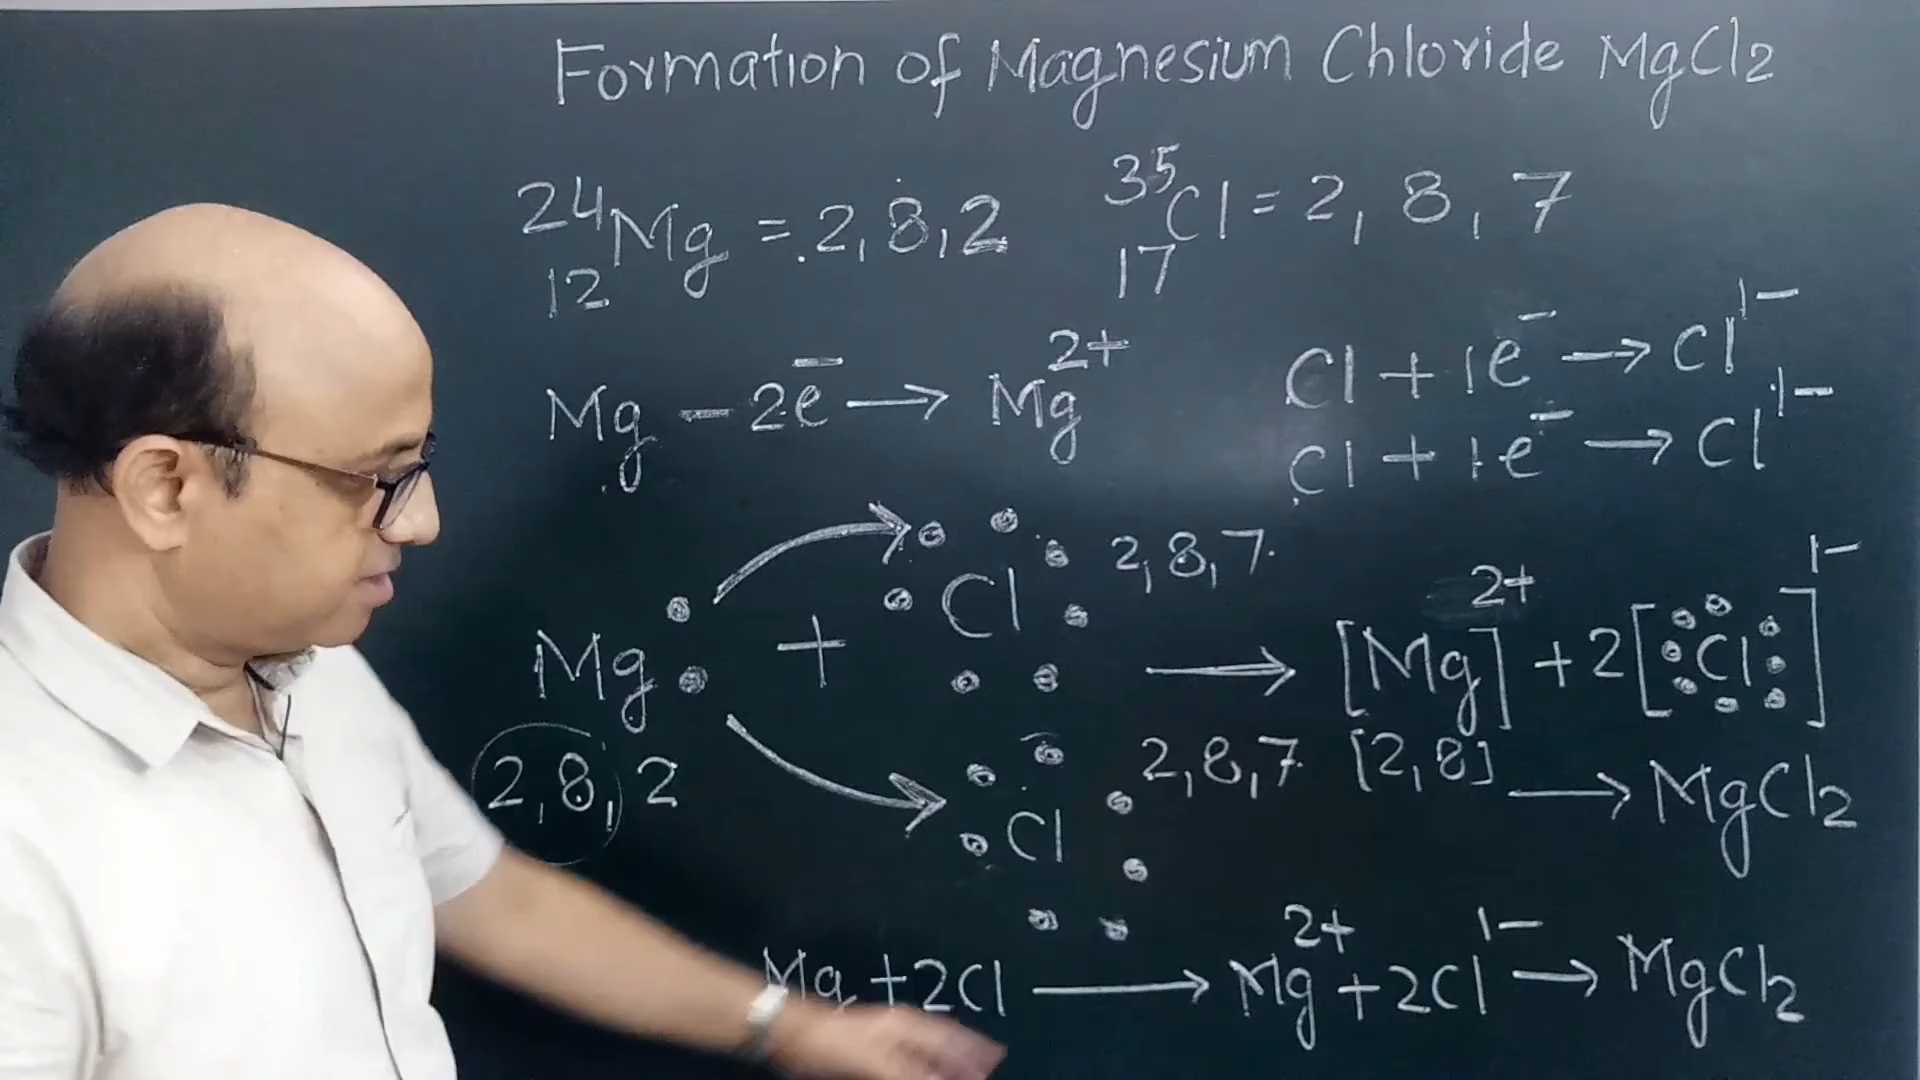 Formation of Magnesium Chloride MgCl2
24 12 Mg = 2,8,2
35 17 Cl = 2, 8, 7
Mg – 2e⁻ → Mg²⁺
Cl + 1e⁻ → Cl¹⁻
Cl + 1e⁻ → Cl¹⁻
Mg + Cl 2,8,7 → [Mg]²⁺ + 2[Cl]¹⁻
2,8,2
Cl 2,8,7 [2,8] → MgCl2
Mg + 2Cl → Mg²⁺ + 2Cl¹⁻ → MgCl2